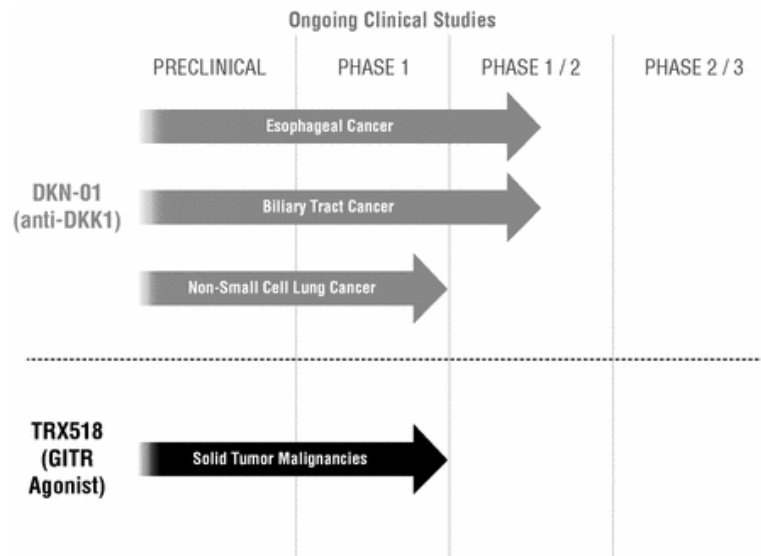 Ongoing Clinical Studies
PRECLINICAL PHASE 1 PHASE 1 / 2 PHASE 2 / 3
Esophageal Cancer
DKN-01
(anti-DKK1)
Biliary Tract Cancer
Non-Small Cell Lung Cancer
TRX518
(GITR
Agonist)
Solid Tumor Malignancies